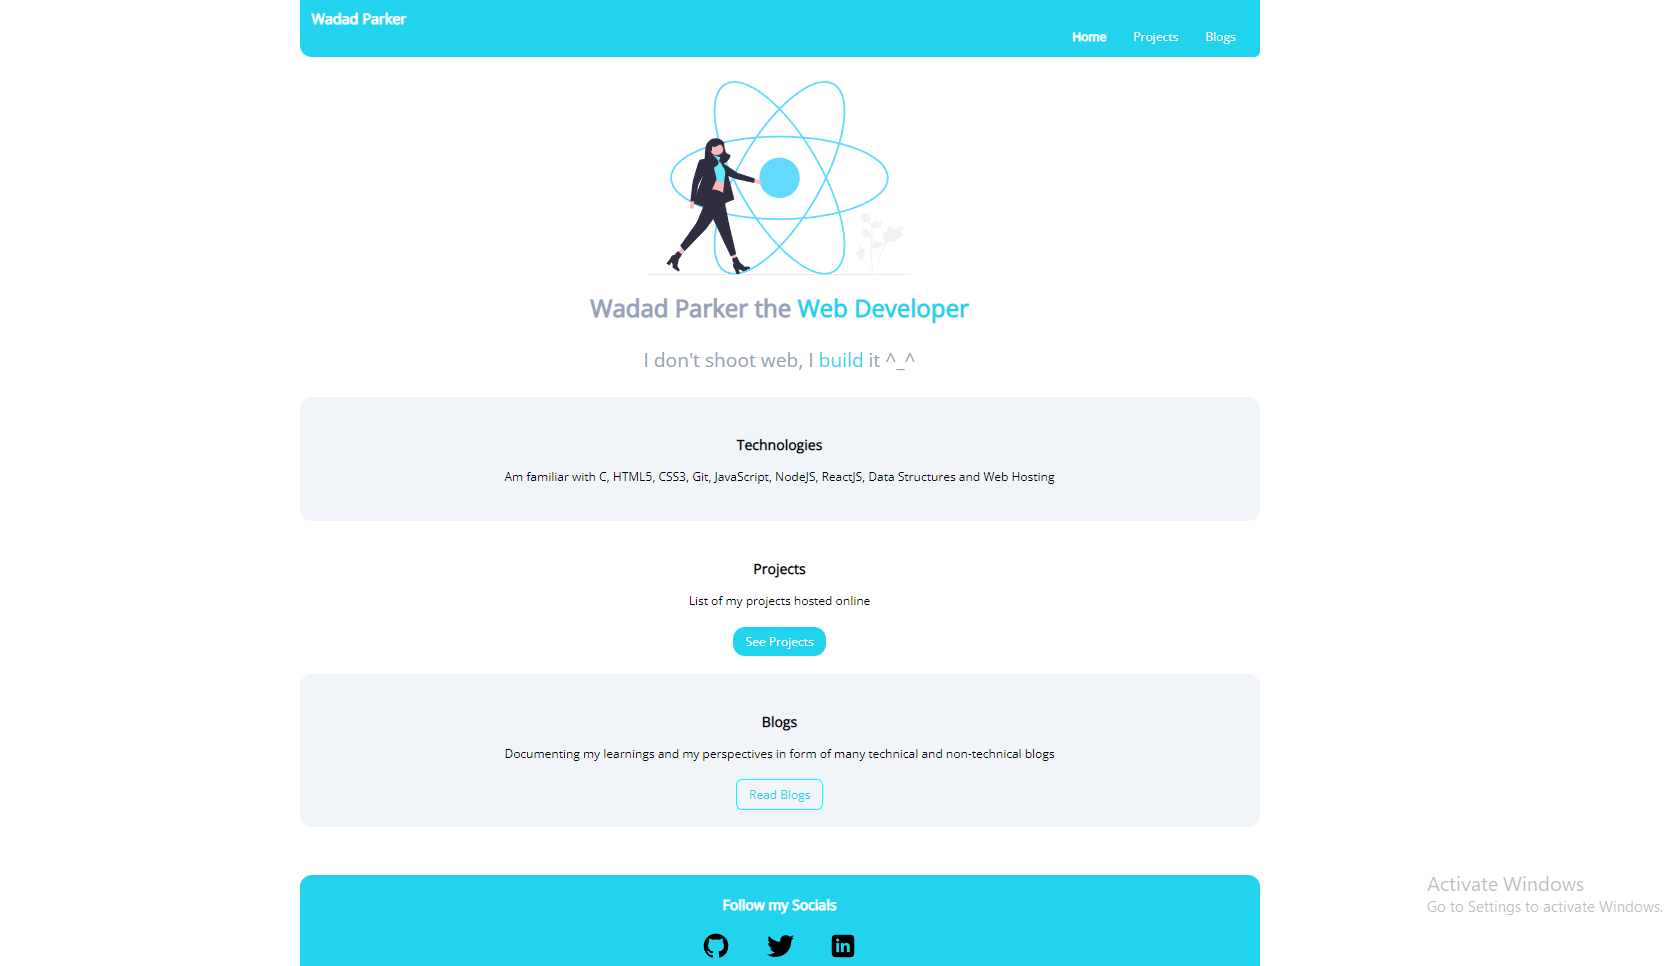 Wadad Parker
Home Projects Blogs
Wadad Parker the Web Developer
I don't shoot web, I build it ^_^
Technologies
Am familiar with C, HTML5, CSS3, Git, JavaScript, NodeJS, ReactJS, Data Structures and Web Hosting
Projects
List of my projects hosted online
See Projects
Blogs
Documenting my learnings and my perspectives in form of many technical and non-technical blogs
Read Blogs
Follow my Socials
in
Activate Windows
Go to Settings to activate Windows.